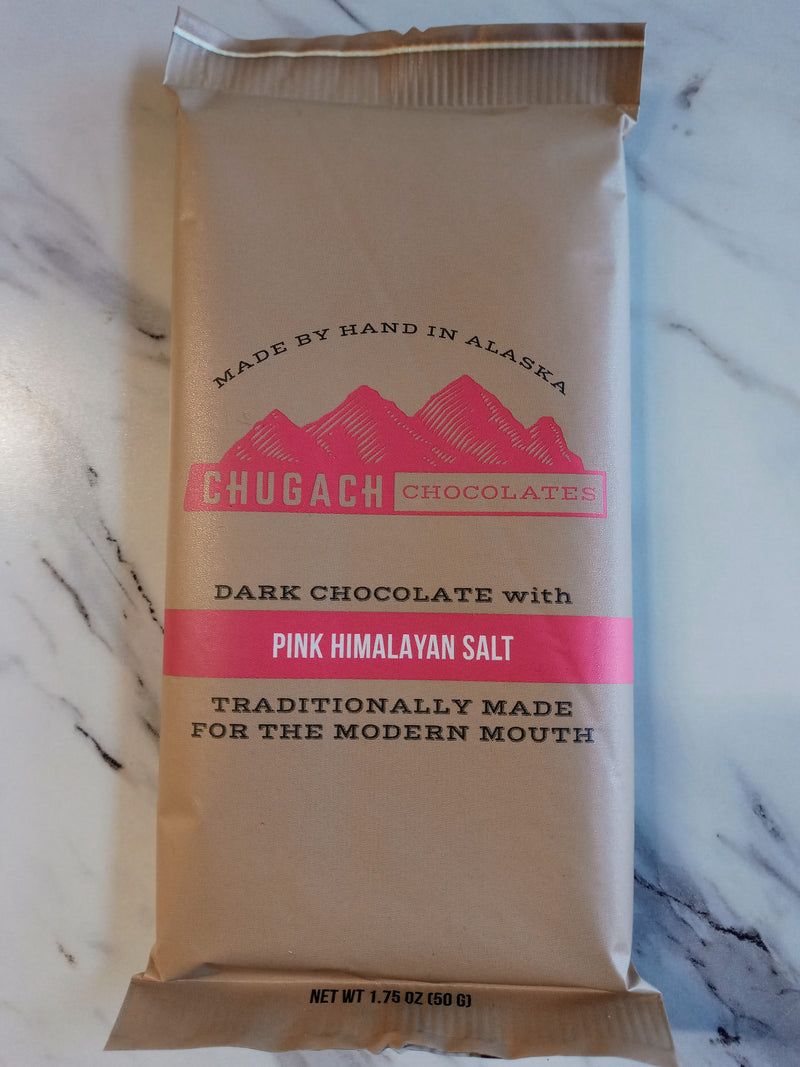 MADE BY HAND IN ALASKA
CHUGACH CHOCOLATES
DARK CHOCOLATE with
PINK HIMALAYAN SALT
TRADITIONALLY MADE
FOR THE MODERN MOUTH
NET WT 1.75 OZ (50 G)